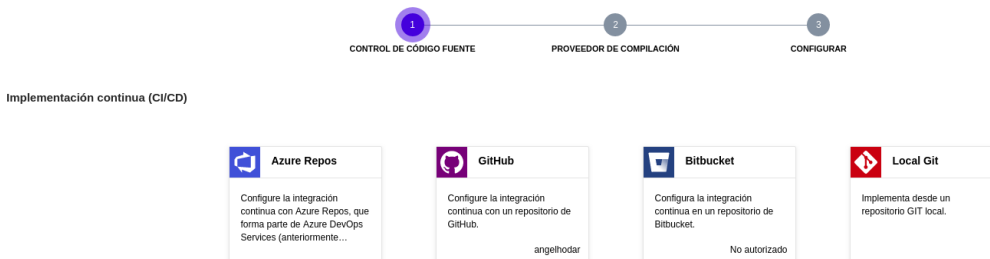 1
2
3
CONTROL DE CÓDIGO FUENTE
PROVEEDOR DE COMPILACIÓN
CONFIGURAR
Implementación continua (CI/CD)
Azure Repos
Configure la integración
continua con Azure Repos, que
forma parte de Azure DevOps
Services (anteriormente…
GitHub
Configure la integración
continua con un repositorio de
GitHub.
angelhodar
Bitbucket
Configura la integración
continua en un repositorio de
Bitbucket.
No autorizado
Local Git
Implementa desde un
repositorio GIT local.